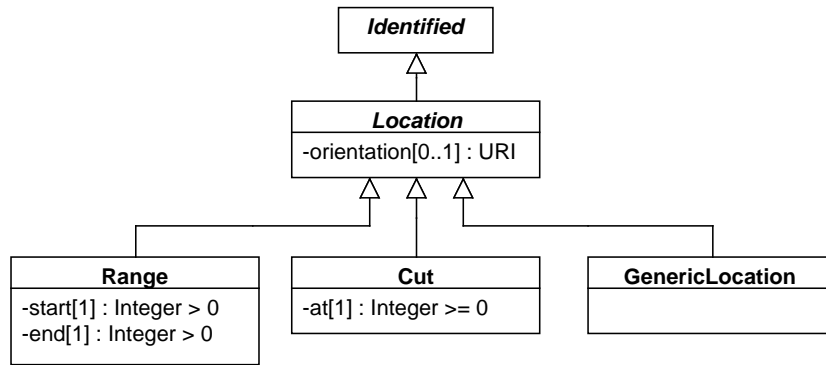 Identified
Location
-orientation[0..1] : URI
Range
-start[1] : Integer > 0
-end[1] : Integer > 0
Cut
-at[1] : Integer >= 0
GenericLocation